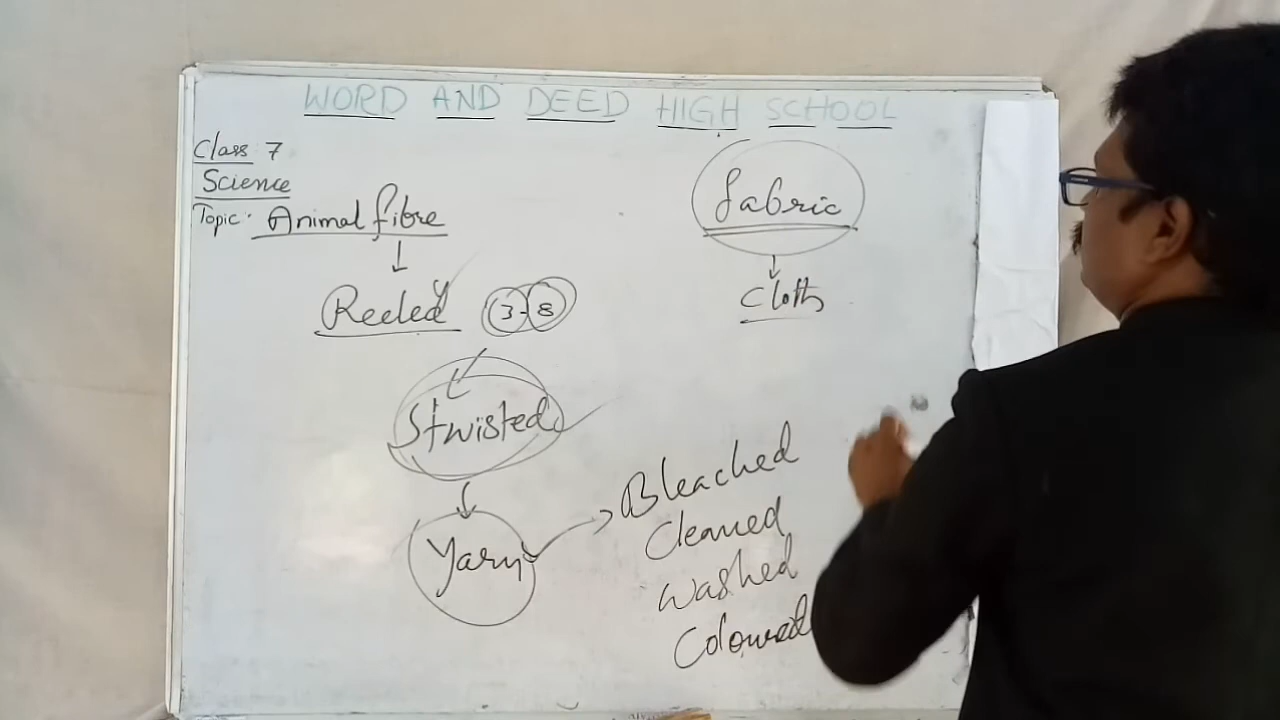 WORD AND DEED HIGH SCHOOL
Class 7
Science
Topic: Animal fibre
Reeled
3-8
Stwisted
Yarn
Bleached
Cleaned
Washed
Coloured
fabric
Cloth